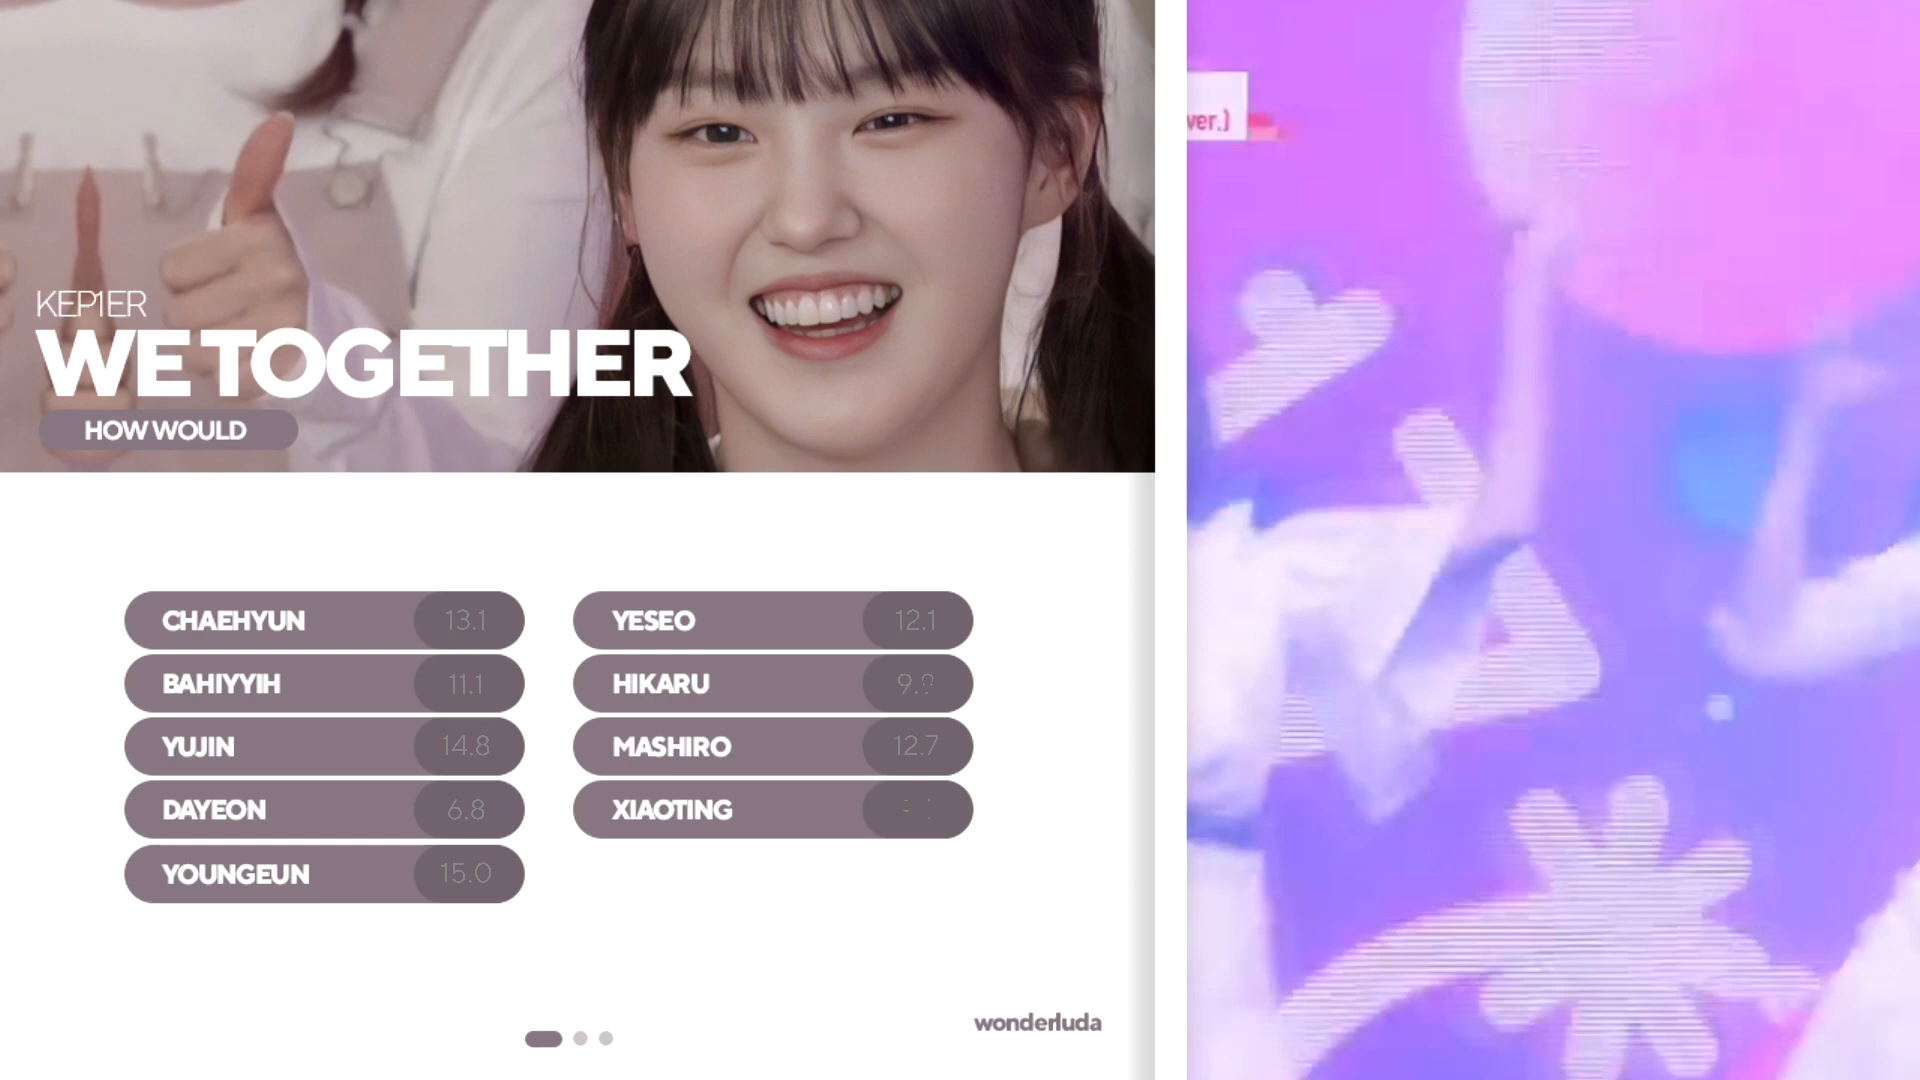 KEP1ER
WE TOGETHER
HOW WOULD
CHAEHYUN 13.1
BAHIYYIH 11.1
YUJIN 14.8
DAYEON 6.8
YOUNGEUN 15.0
YESEO 12.1
HIKARU
MASHIRO 12.7
XIAOTING
wonderluda
ver.)